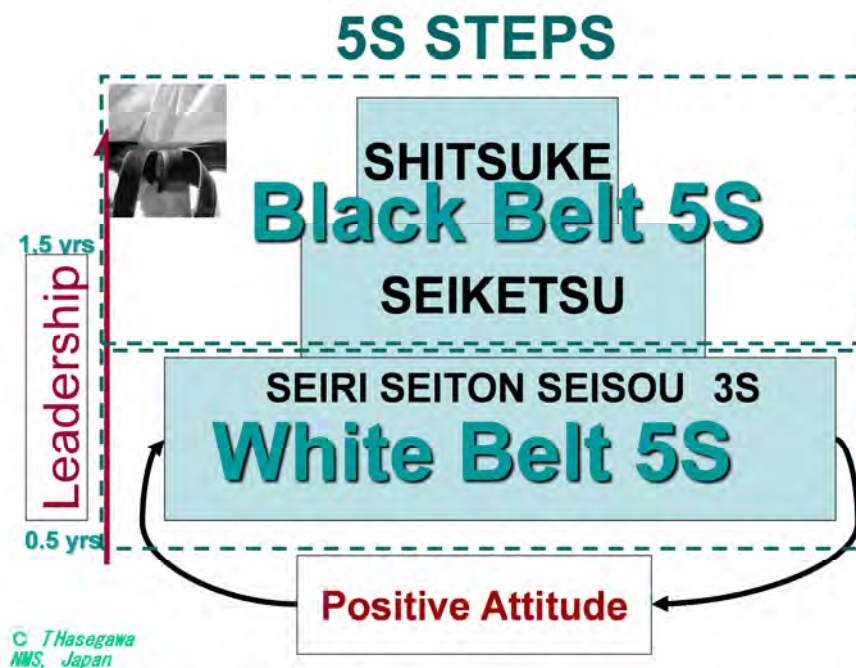 5S STEPS
SHITSUKE
Black Belt 5S
1,5 yrs
SEIKETSU
Leadership
SEIRI SEITON SEISOU 3S
White Belt 5S
0.5 yrs
Positive Attitude
© THasegawa
NMS, Japan